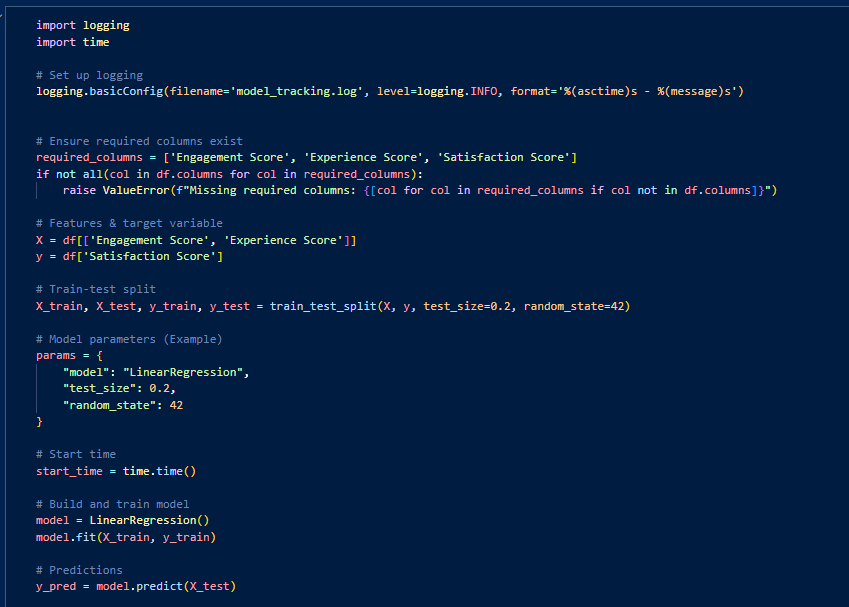 import logging
import time
# Set up logging
logging.basicConfig(filename='model_tracking.log', level=logging.INFO, format='%(asctime)s - %(message)s')
# Ensure required columns exist
required_columns = ['Engagement Score', 'Experience Score', 'Satisfaction Score']
if not all(col in df.columns for col in required_columns):
    raise ValueError(f"Missing required columns: {[col for col in required_columns if col not in df.columns]}")
# Features & target variable
X = df[['Engagement Score', 'Experience Score']]
y = df['Satisfaction Score']
# Train-test split
X_train, X_test, y_train, y_test = train_test_split(X, y, test_size=0.2, random_state=42)
# Model parameters (Example)
params = {
    "model": "LinearRegression",
    "test_size": 0.2,
    "random_state": 42
}
# Start time
start_time = time.time()
# Build and train model
model = LinearRegression()
model.fit(X_train, y_train)
# Predictions
y_pred = model.predict(X_test)